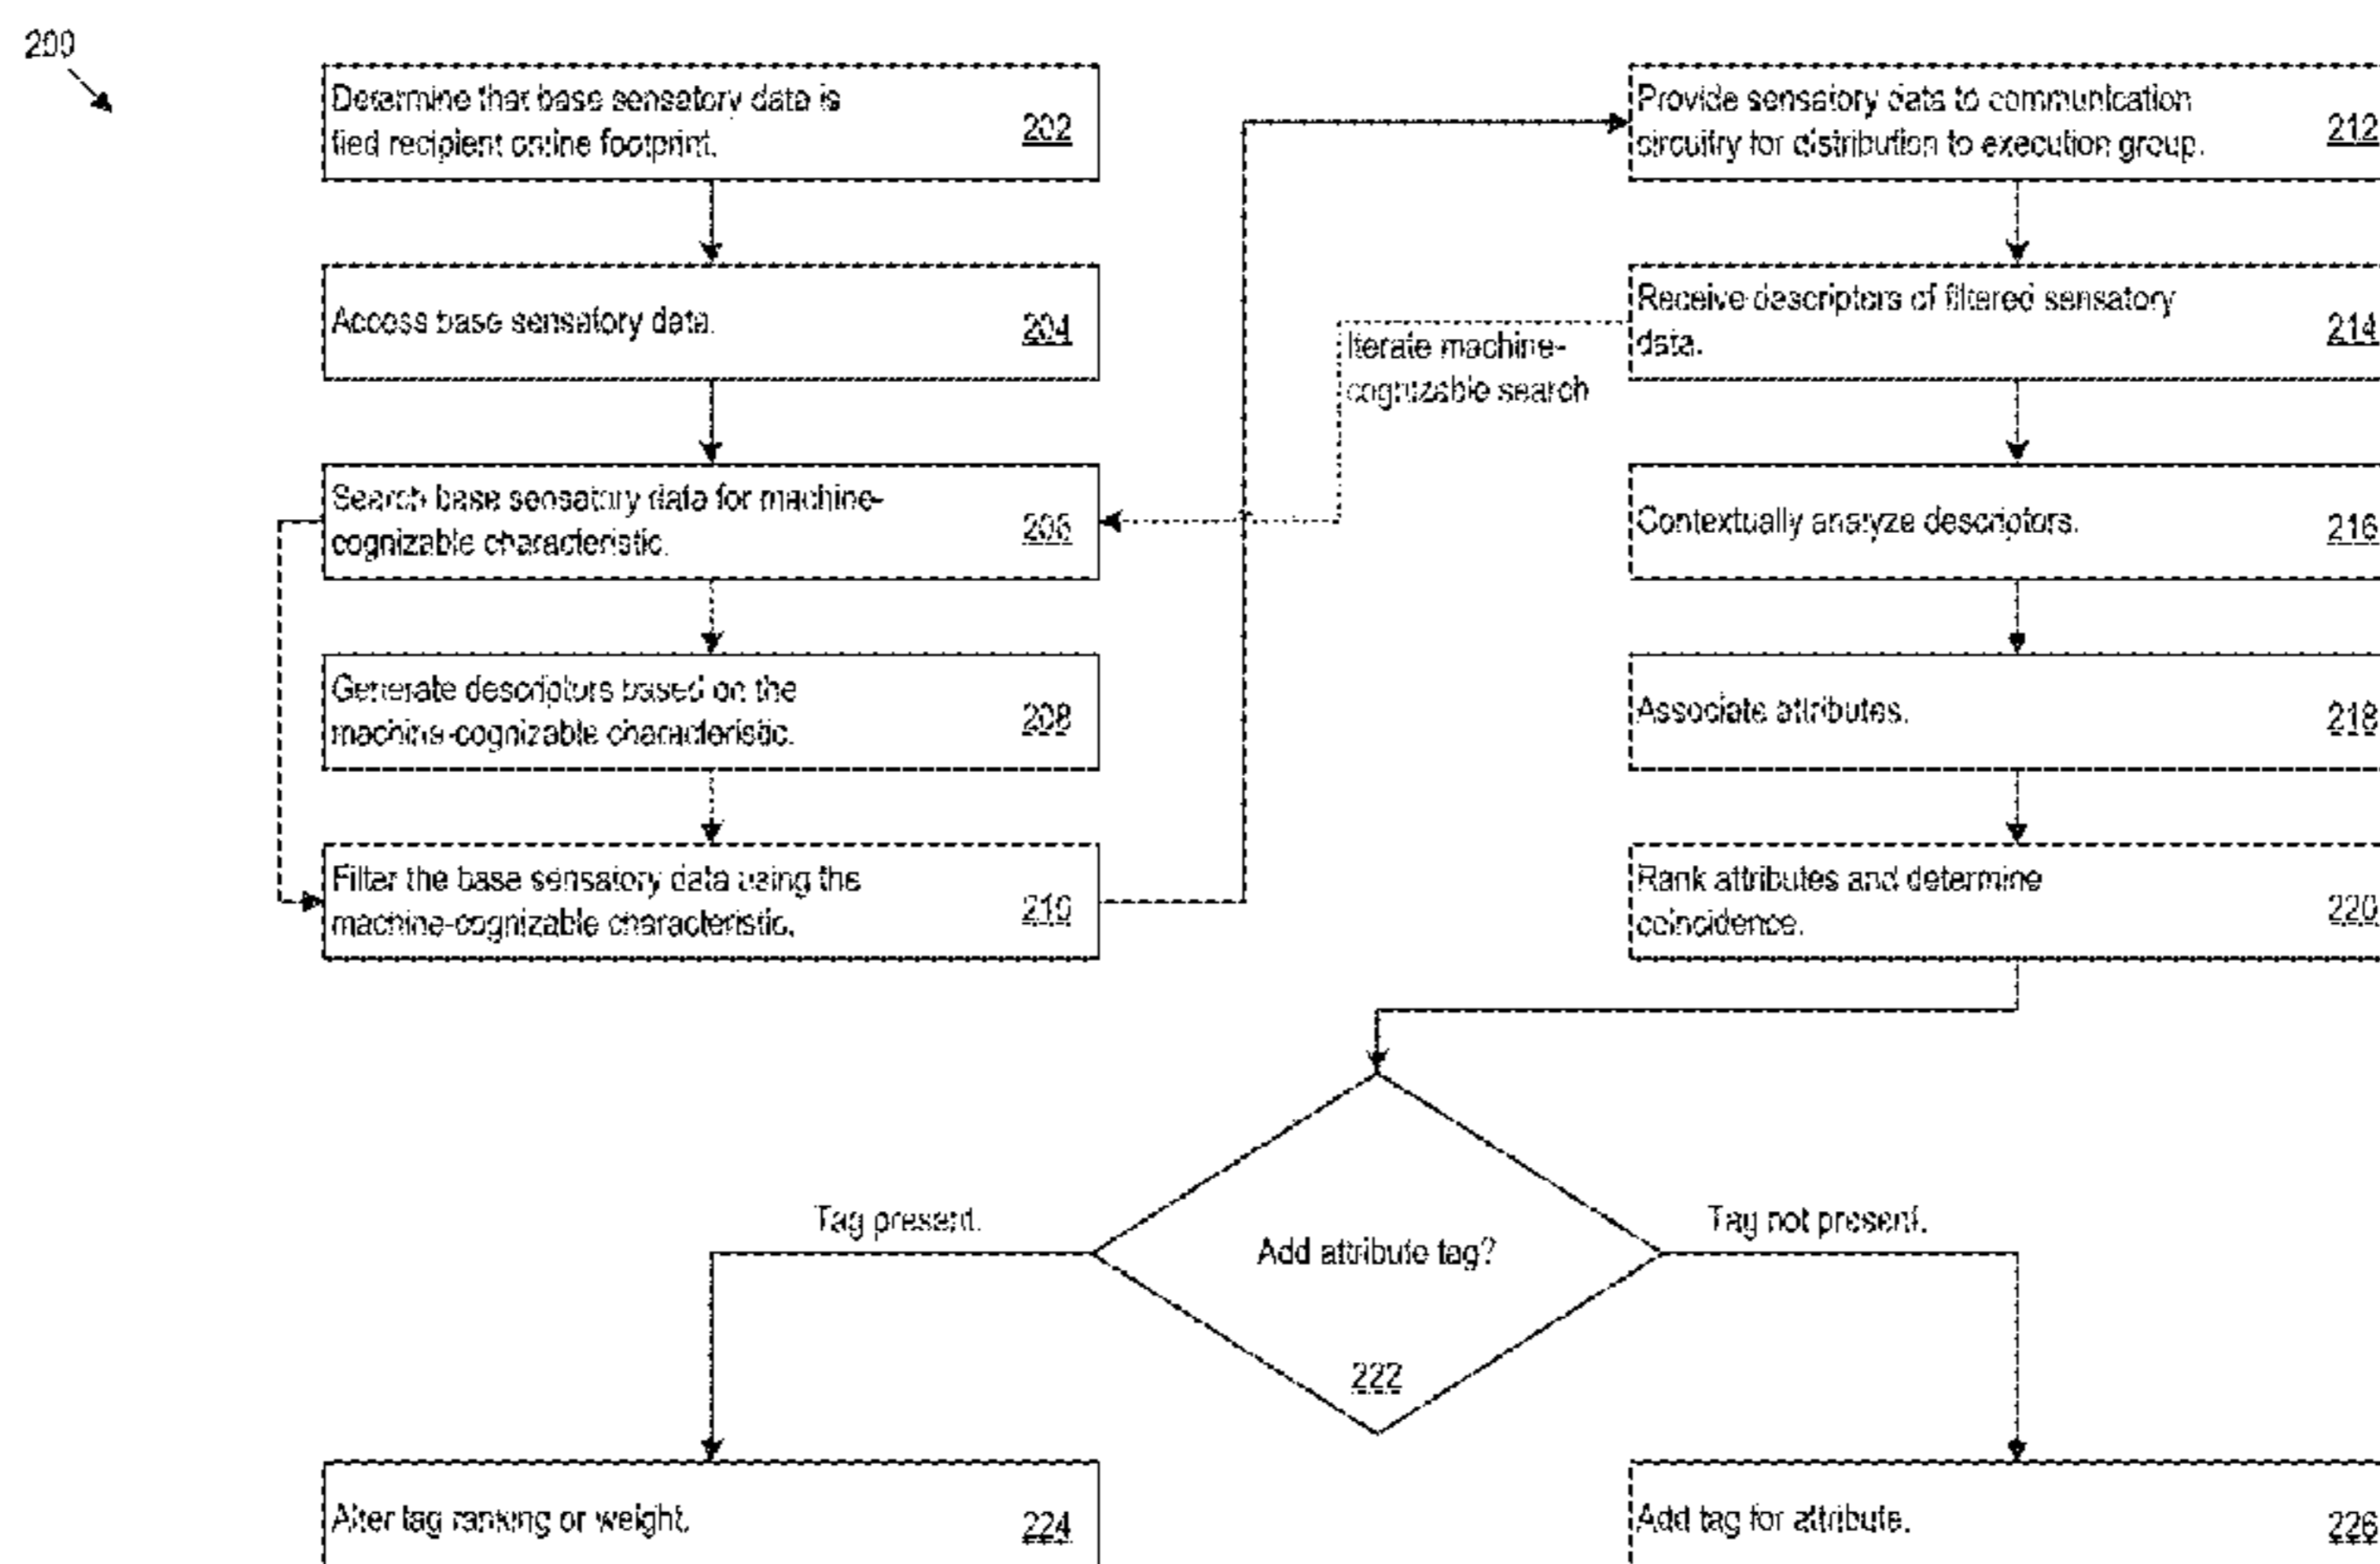 200
Determine that base sensatory data is
tied recipient online footprint.
202
Access base sensatory data.
204
Search base sensatory data for machine-
cognizable characteristic.
206
Generate descriptors based on the
machine-cognizable characteristic.
208
Filter the base sensatory data using the
machine-cognizable characteristic.
210
Provide sensatory data to communication
circuitry for distribution to execution group.
212
Iterate machine-
cognizable search
Receive descriptors of filtered sensatory
data.
214
Contextually analyze descriptors.
216
Associate attributes.
218
Rank attributes and determine
coincidence.
220
Tag present.
Add attribute tag?
Tag not present.
222
Alter tag ranking or weight.
224
Add tag for attribute.
226